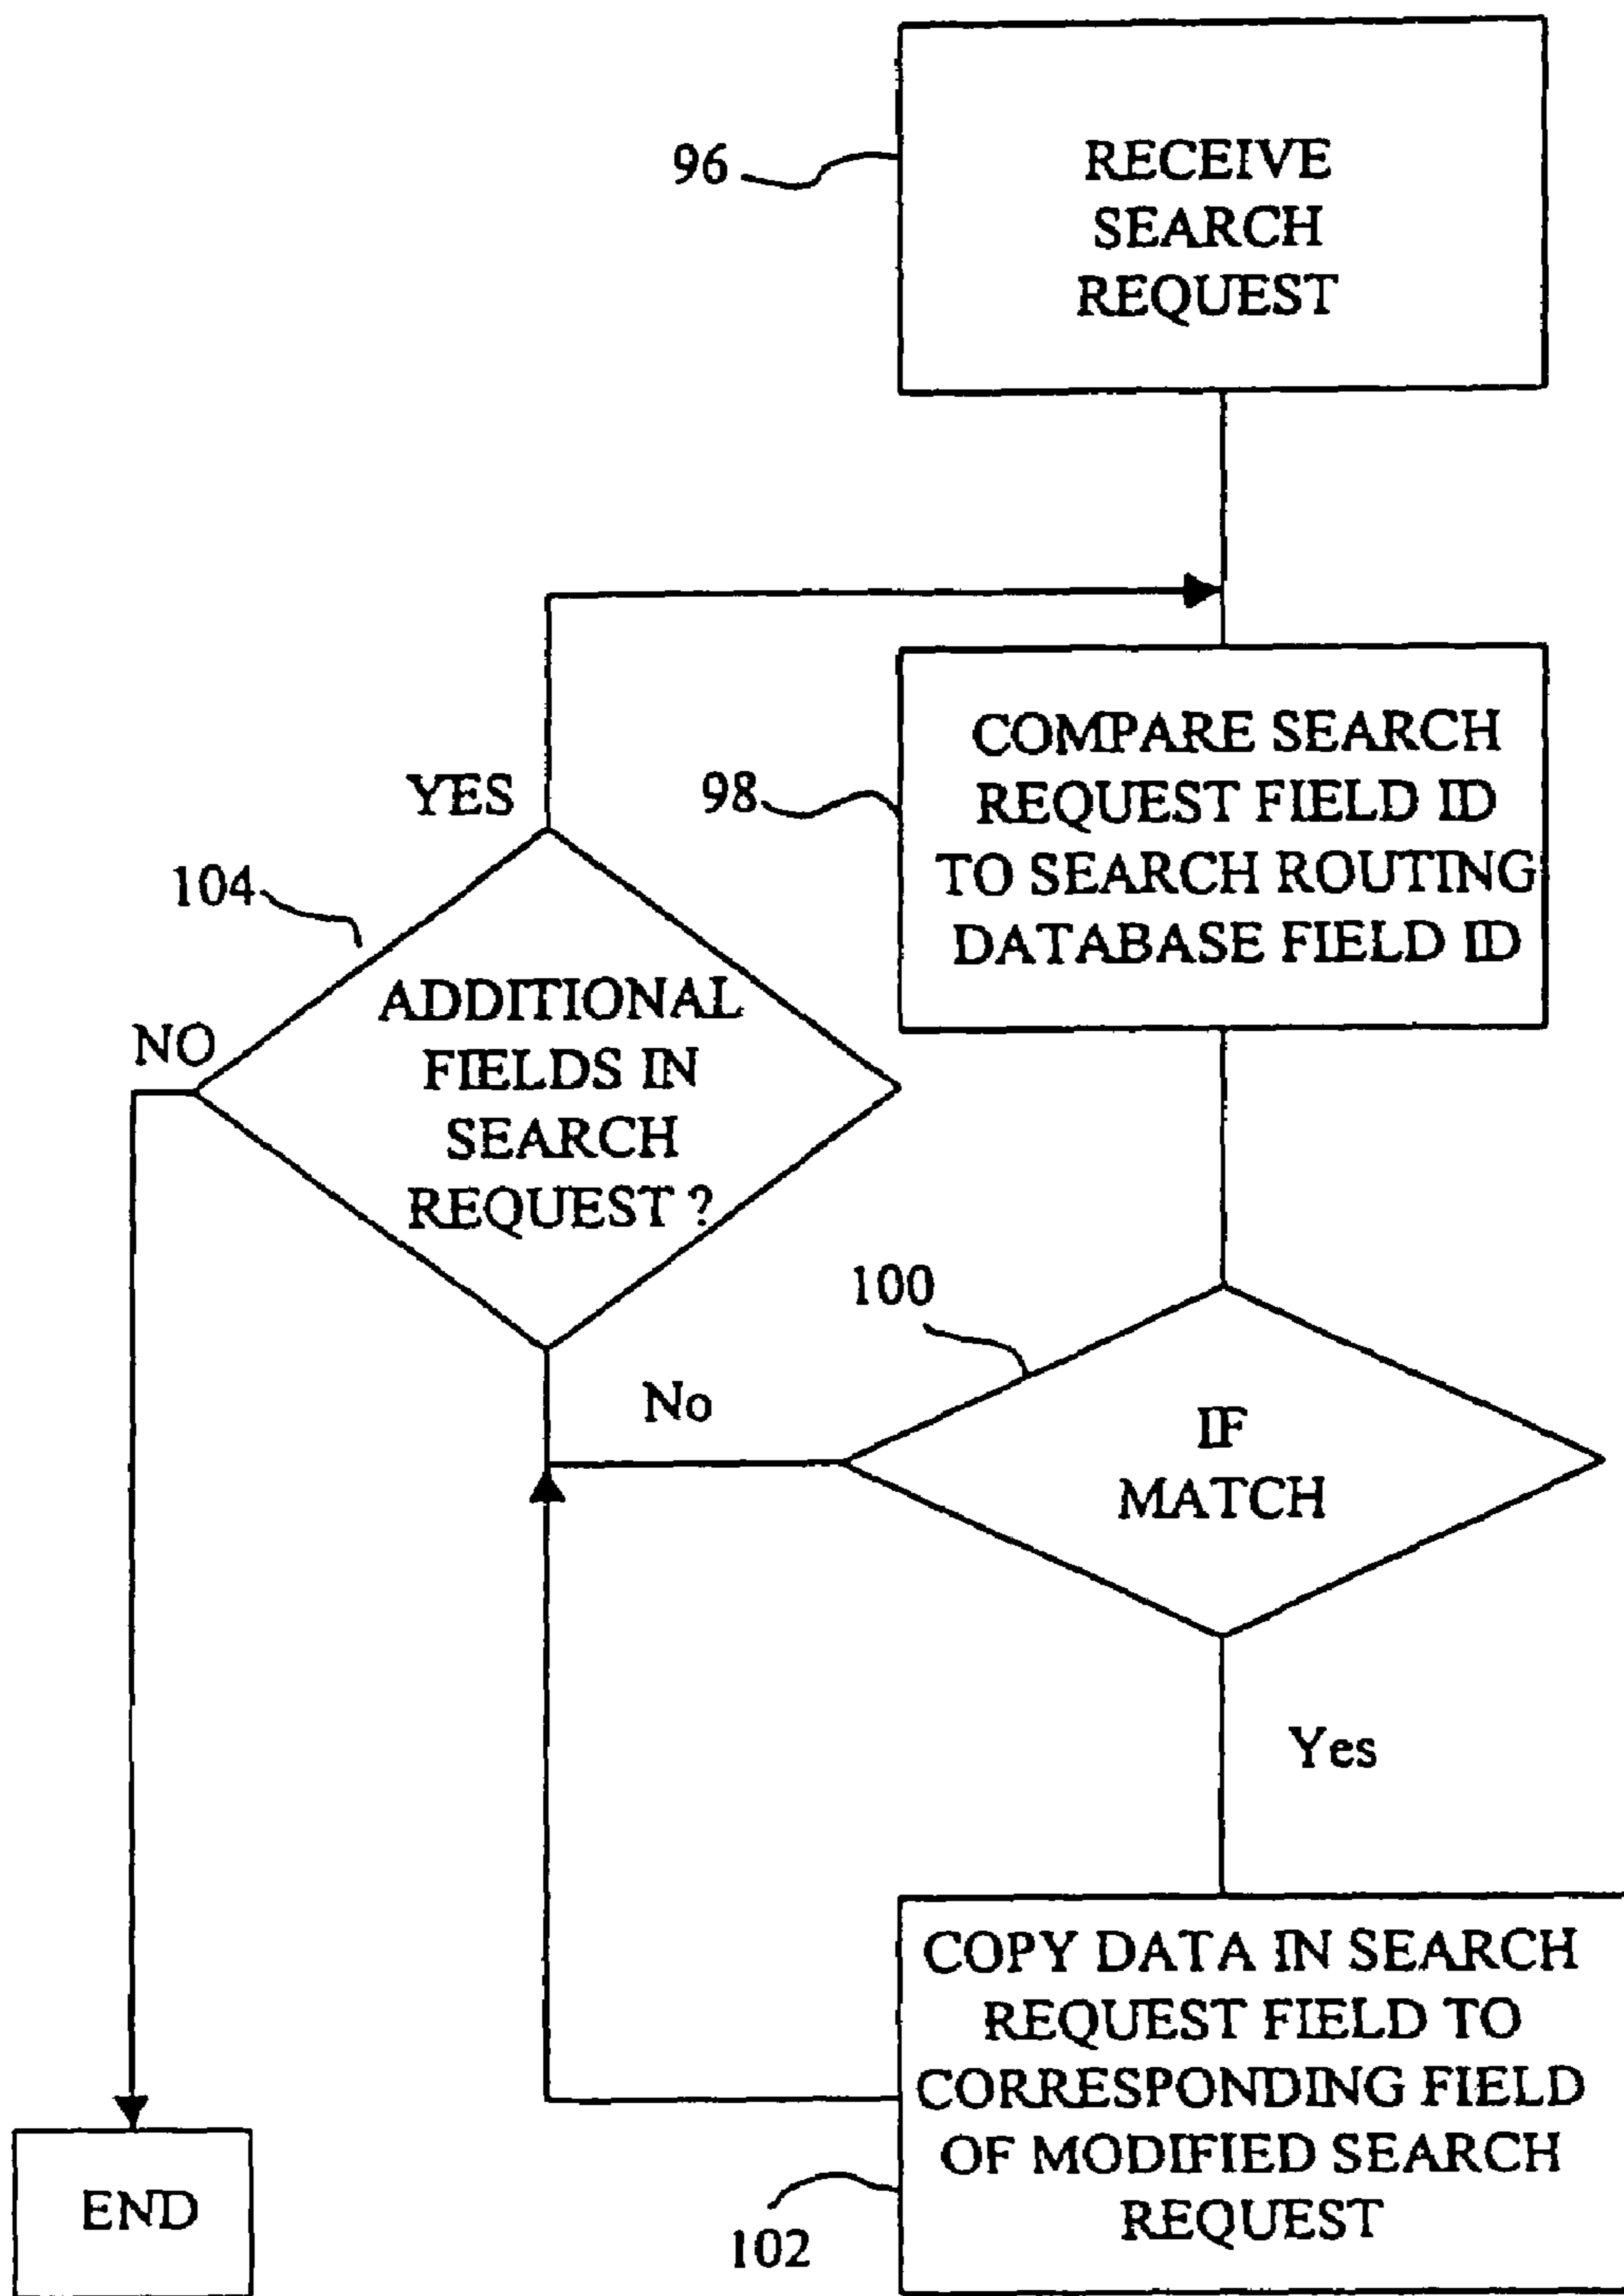 96
RECEIVE
SEARCH
REQUEST
YES
98
COMPARE SEARCH
REQUEST FIELD ID
TO SEARCH ROUTING
DATABASE FIELD ID
104
NO
ADDITIONAL
FIELDS IN
SEARCH
REQUEST ?
100
No
IF
MATCH
Yes
COPY DATA IN SEARCH
REQUEST FIELD TO
CORRESPONDING FIELD
OF MODIFIED SEARCH
REQUEST
102
END